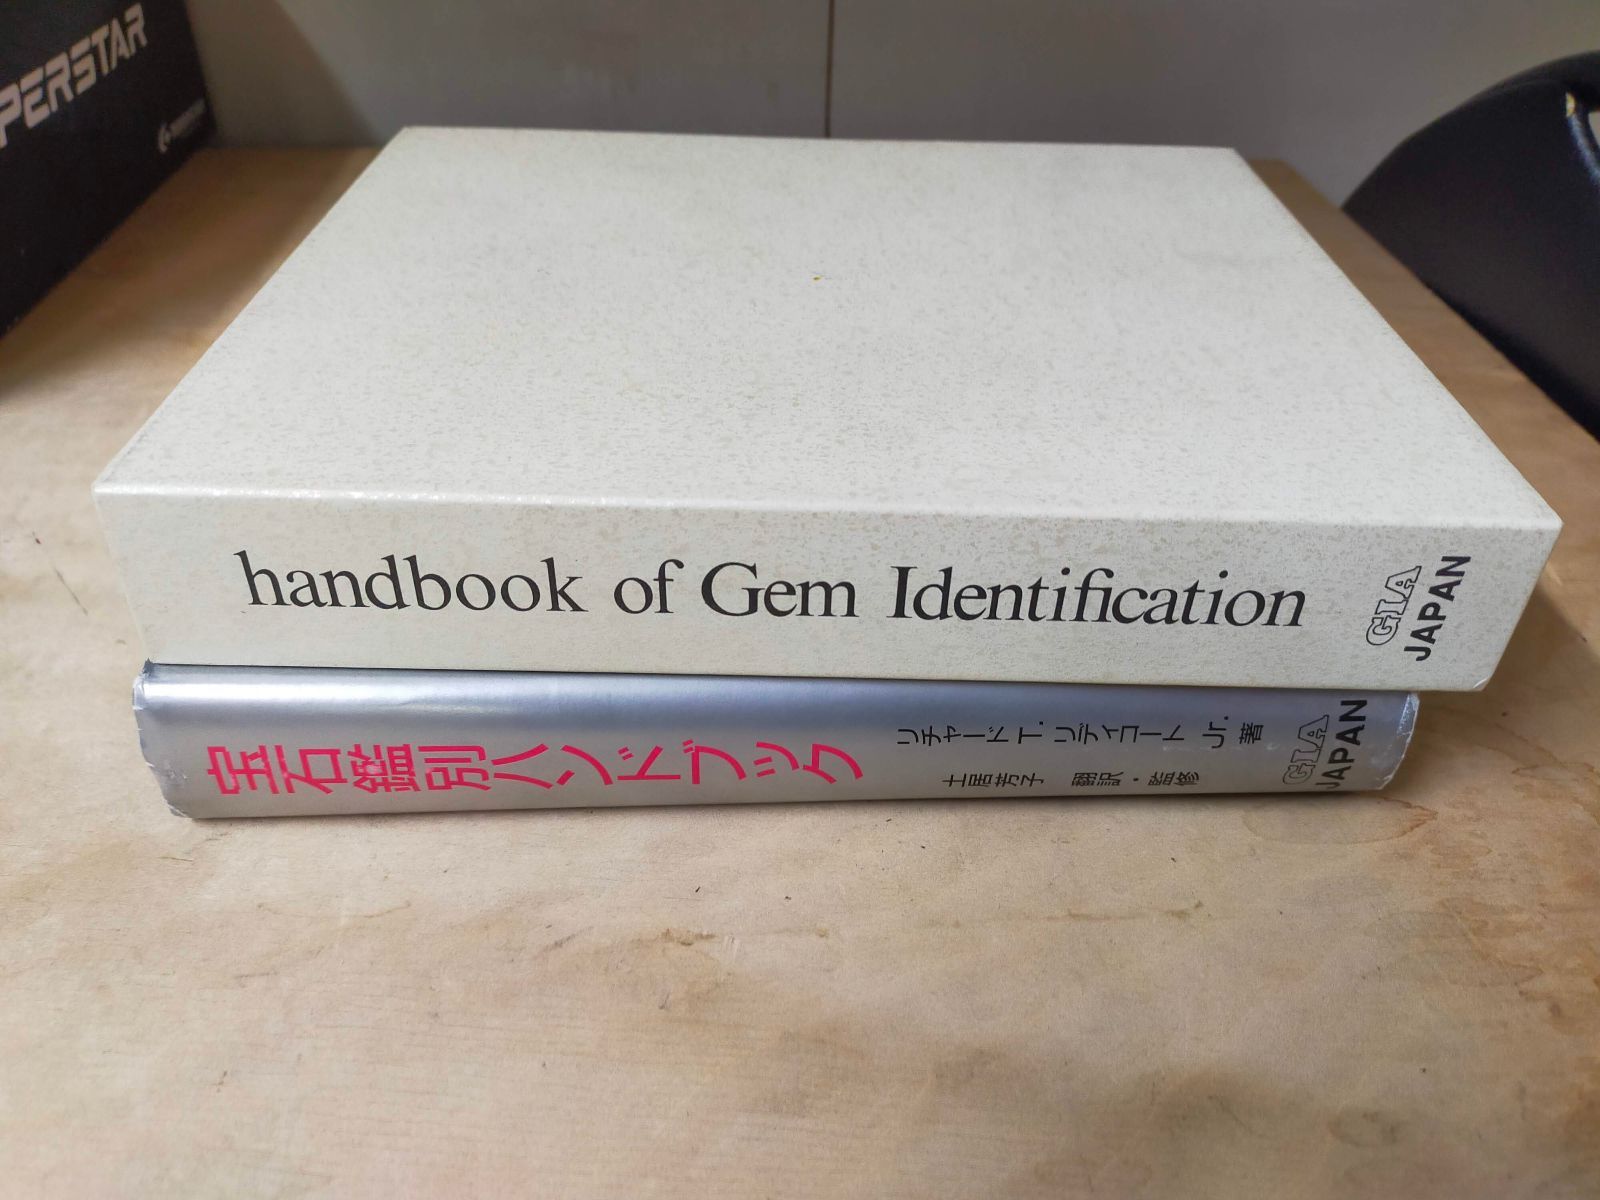 PERSTAR
handbook of Gem Identification
GIA
JAPAN
宝石鑑別ハンドブック
リチャード T. リディコート Jr. 著
土居芳子 翻訳・監修
GIA
JAPAN